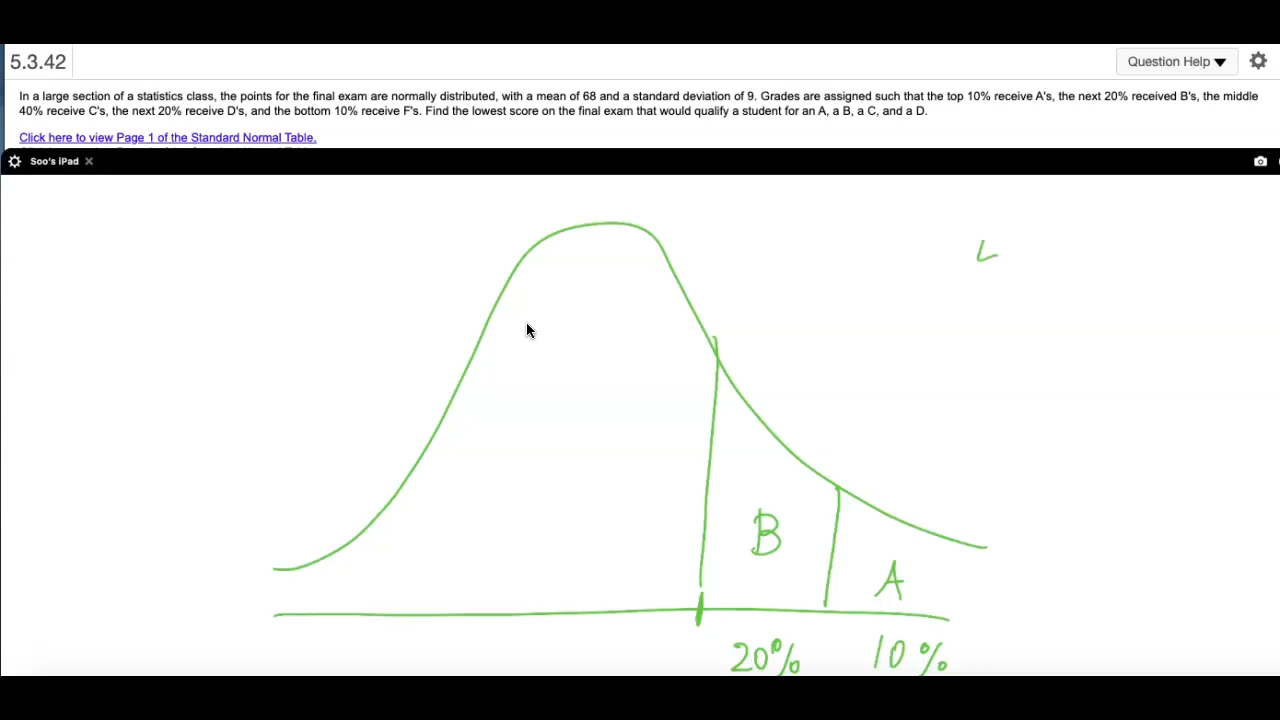 5.3.42
Question Help ▼
In a large section of a statistics class, the points for the final exam are normally distributed, with a mean of 68 and a standard deviation of 9. Grades are assigned such that the top 10% receive A's, the next 20% received B's, the middle
40% receive C's, the next 20% receive D's, and the bottom 10% receive F's. Find the lowest score on the final exam that would qualify a student for an A, a B, a C, and a D.
Click here to view Page 1 of the Standard Normal Table.
Soo's iPad
L
B
A
20%
10%